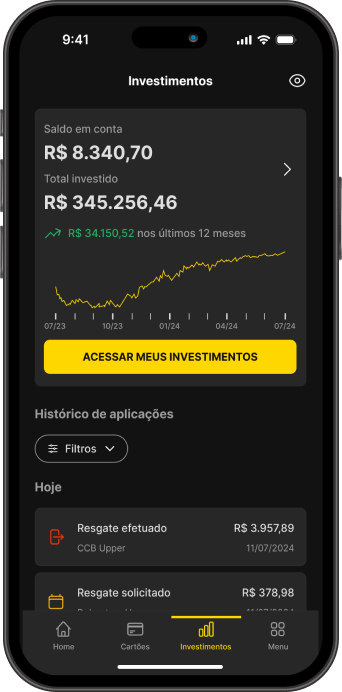 9:41
Investimentos
Saldo em conta
R$ 8.340,70
Total investido
R$ 345.256,46
R$ 34.150,52 nos últimos 12 meses
07/23 10/23 01/24 04/24 07/24
ACESSAR MEUS INVESTIMENTOS
Histórico de aplicações
Filtros
Hoje
Resgate efetuado R$ 3.957,89
CCB Upper 11/07/2024
Resgate solicitado R$ 378,98
Home Cartões Investimentos Menu